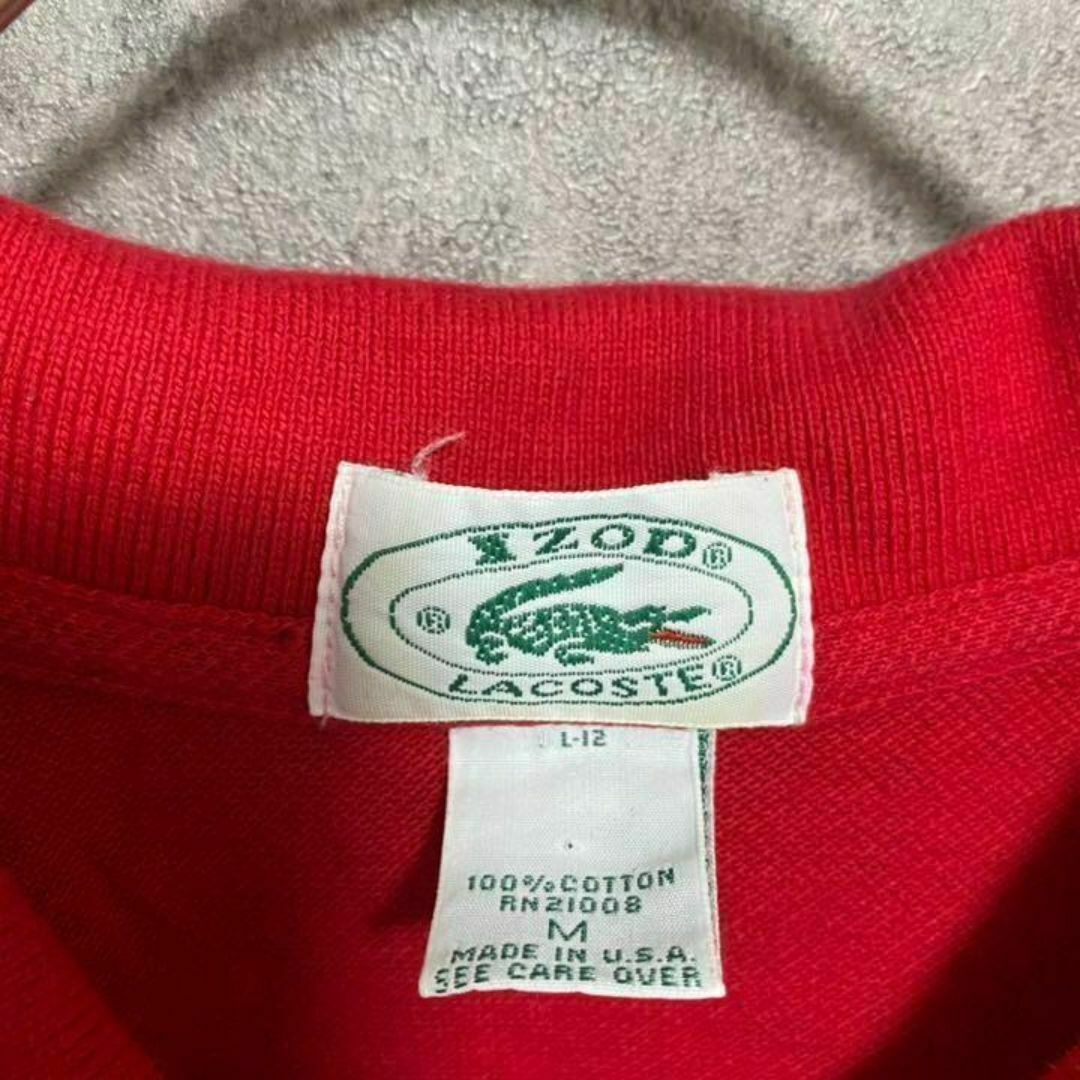 IZOD®
®
LACOSTE®
L-12
100% COTTON
RN21008
M
MADE IN U.S.A.
SEE CARE OVER